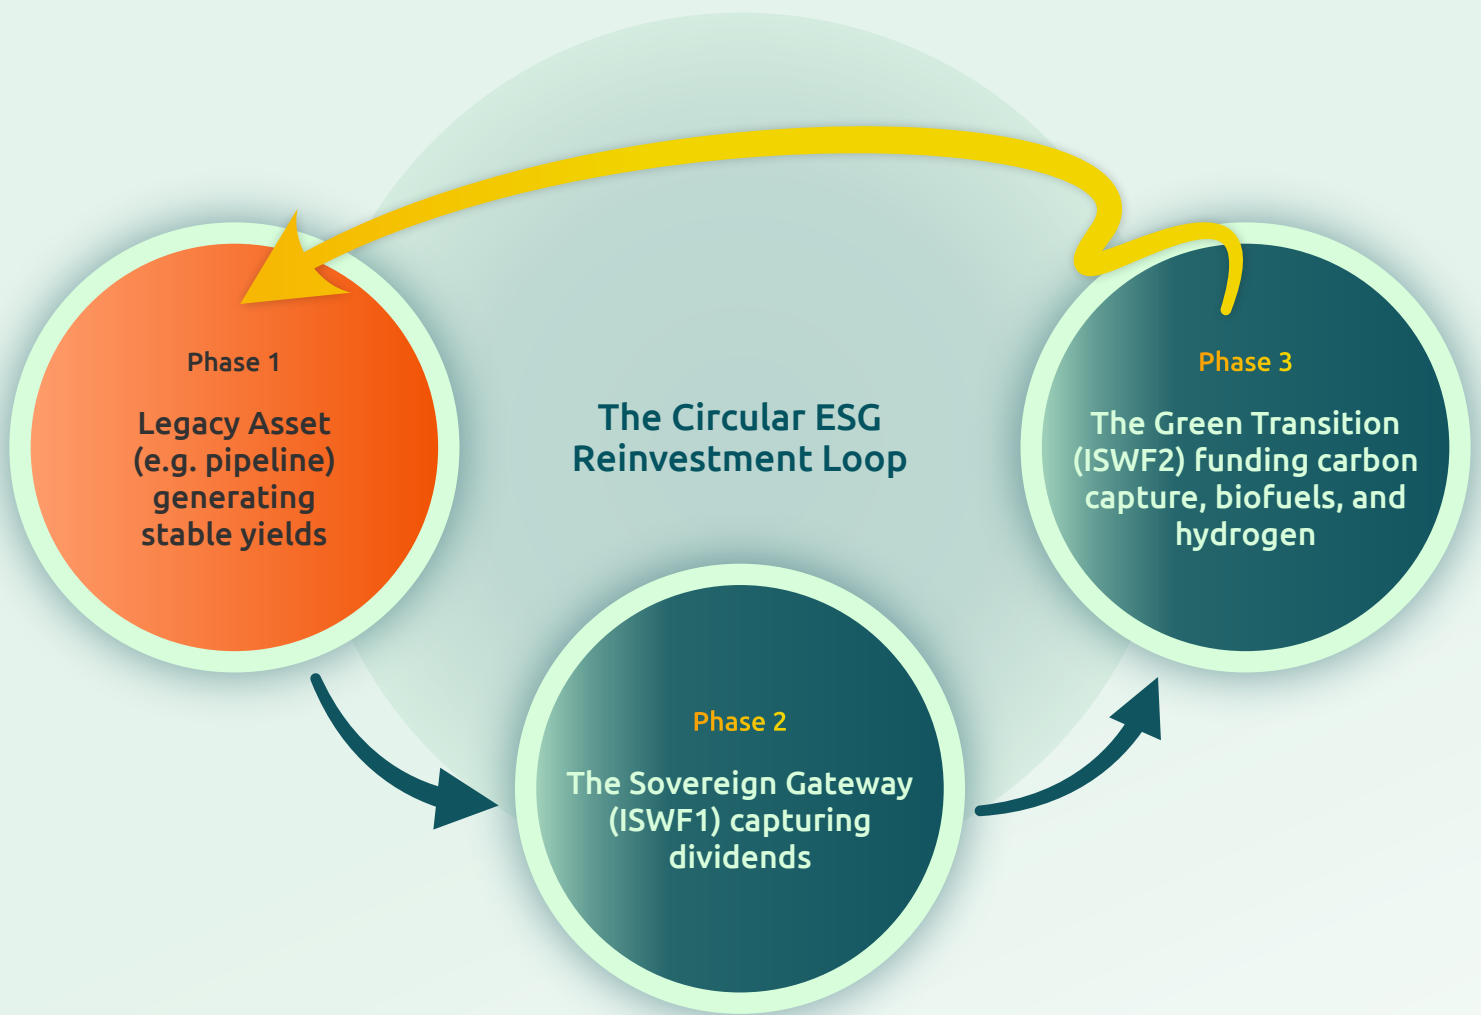 The Circular ESG
Reinvestment Loop
Phase 1
Legacy Asset
(e.g. pipeline)
generating
stable yields
Phase 2
The Sovereign Gateway
(ISWF1) capturing
dividends
Phase 3
The Green Transition
(ISWF2) funding carbon
capture, biofuels, and
hydrogen